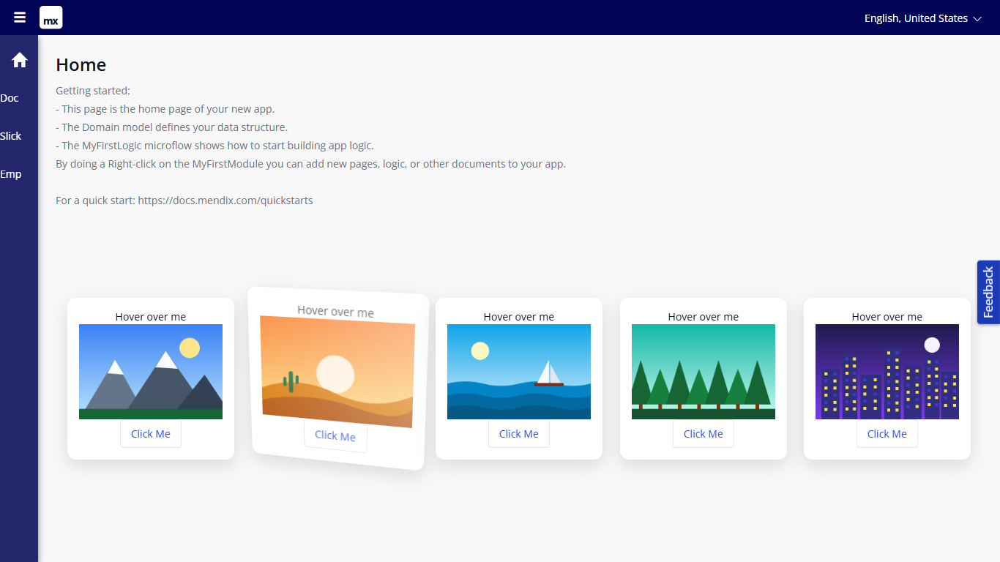 mx
English, United States
Home
Doc
Slick
Emp
Getting started:
- This page is the home page of your new app.
- The Domain model defines your data structure.
- The MyFirstLogic microflow shows how to start building app logic.
By doing a Right-click on the MyFirstModule you can add new pages, logic, or other documents to your app.
For a quick start: https://docs.mendix.com/quickstarts
Feedback
Hover over me
Click Me
Hover over me
Click Me
Hover over me
Click Me
Hover over me
Click Me
Hover over me
Click Me